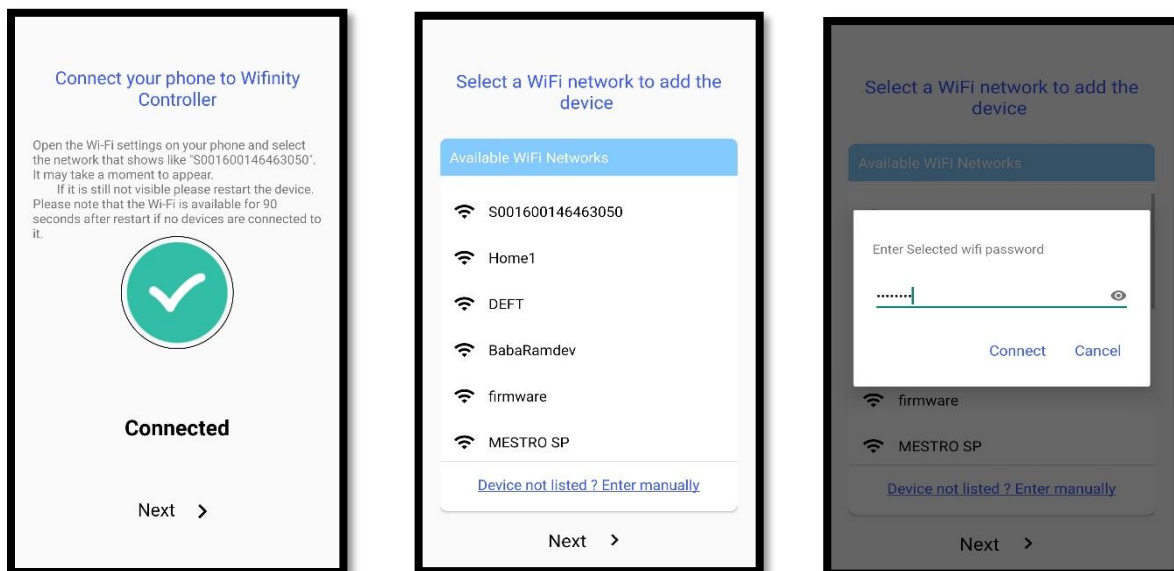 Connect your phone to Wifinity
Controller
Open the Wi-Fi settings on your phone and select
the network that shows like "S001600146463050".
It may take a moment to appear.
If it is still not visible please restart the device.
Please note that the Wi-Fi is available for 90
seconds after restart if no devices are connected to
it.
Connected
Next
Select a WiFi network to add the
device
Available WiFi Networks
S001600146463050
Home1
DEFT
BabaRamdev
firmware
MESTRO SP
Device not listed ? Enter manually
Next
Select a WiFi network to add the
device
Available WiFi Networks
Enter Selected wifi password
........
Connect Cancel
firmware
MESTRO SP
Device not listed ? Enter manually
Next